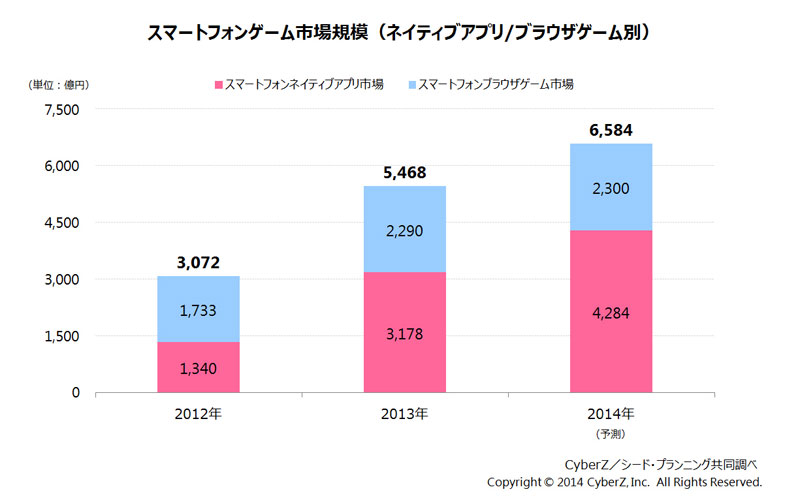 スマートフォンゲーム市場規模（ネイティブアプリ/ブラウザゲーム別）
（単位：億円）
スマートフォンネイティブアプリ市場 スマートフォンブラウザゲーム市場
7,500
6,584
6,000
5,468
2,300
4,500
2,290
3,072
3,000
1,733
4,284
3,178
1,500
1,340
0
2012年 2013年 2014年
（予測）
CyberZ／シード・プランニング共同調べ
Copyright © 2014 CyberZ, Inc. All Rights Reserved.